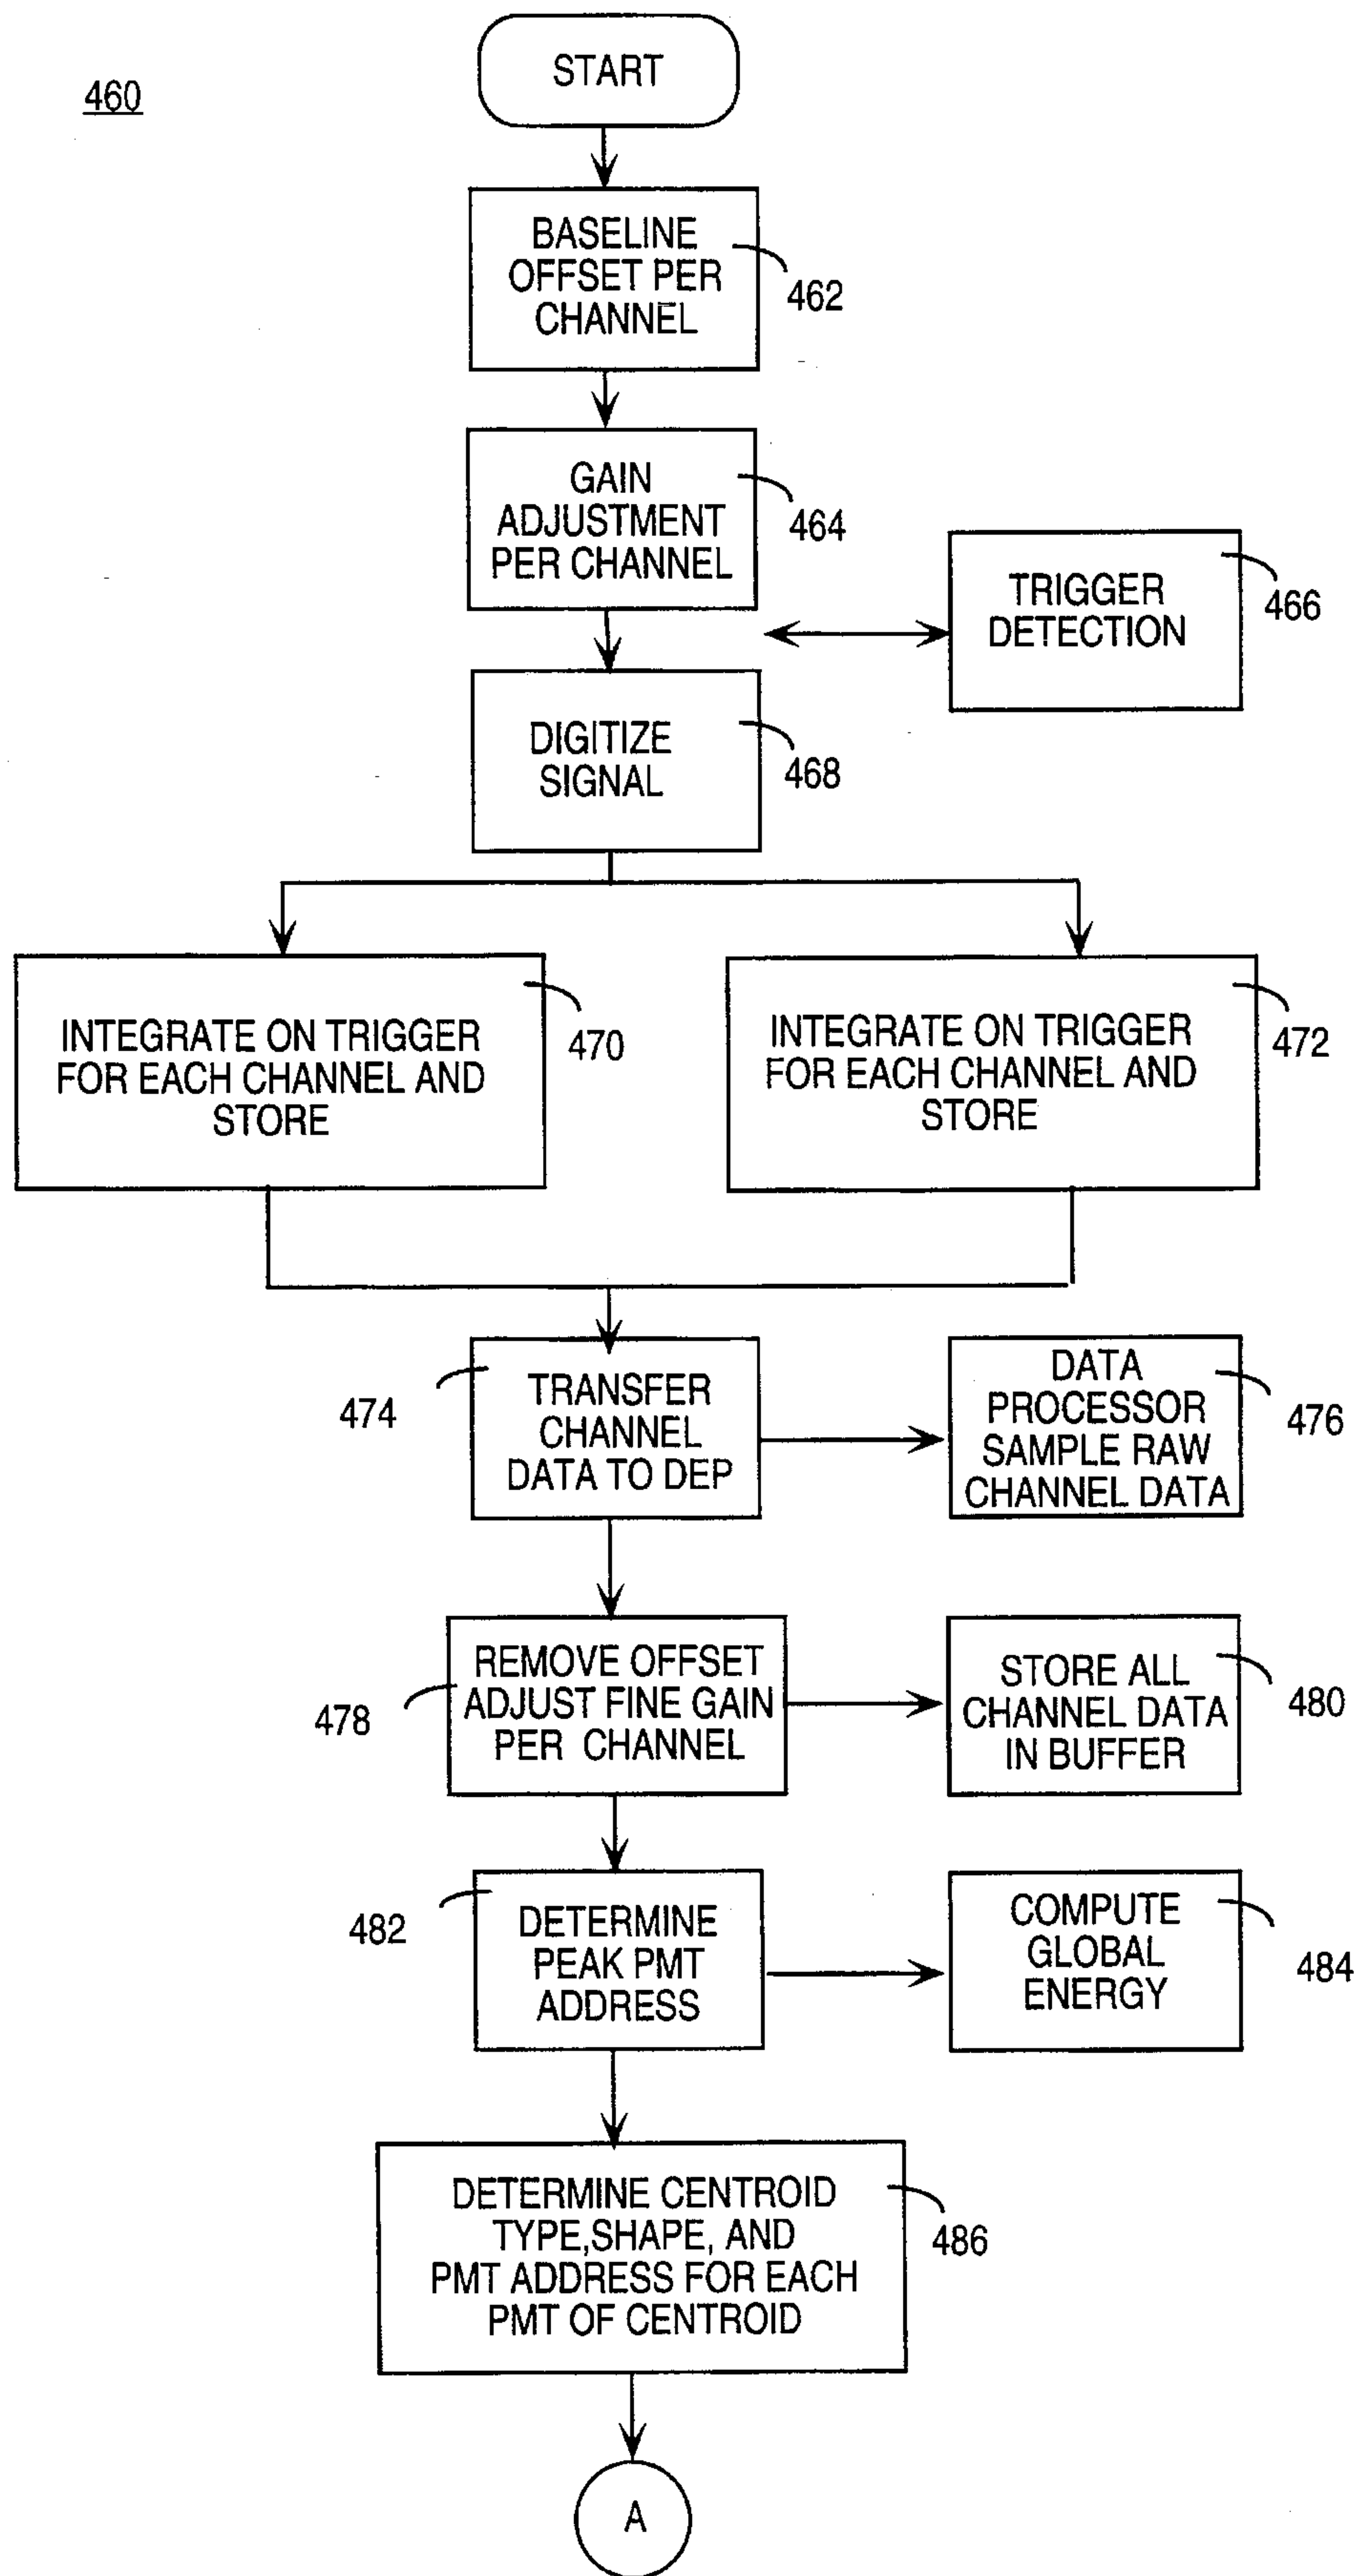 START
460
BASELINE
OFFSET PER
CHANNEL
462
GAIN
ADJUSTMENT
PER CHANNEL
464
TRIGGER
DETECTION
466
DIGITIZE
SIGNAL
468
INTEGRATE ON TRIGGER
FOR EACH CHANNEL AND
STORE
470
INTEGRATE ON TRIGGER
FOR EACH CHANNEL AND
STORE
472
474
TRANSFER
CHANNEL
DATA TO DEP
DATA
PROCESSOR
SAMPLE RAW
CHANNEL DATA
476
478
REMOVE OFFSET
ADJUST FINE GAIN
PER CHANNEL
STORE ALL
CHANNEL DATA
IN BUFFER
480
482
DETERMINE
PEAK PMT
ADDRESS
COMPUTE
GLOBAL
ENERGY
484
DETERMINE CENTROID
TYPE,SHAPE, AND
PMT ADDRESS FOR EACH
PMT OF CENTROID
486
A